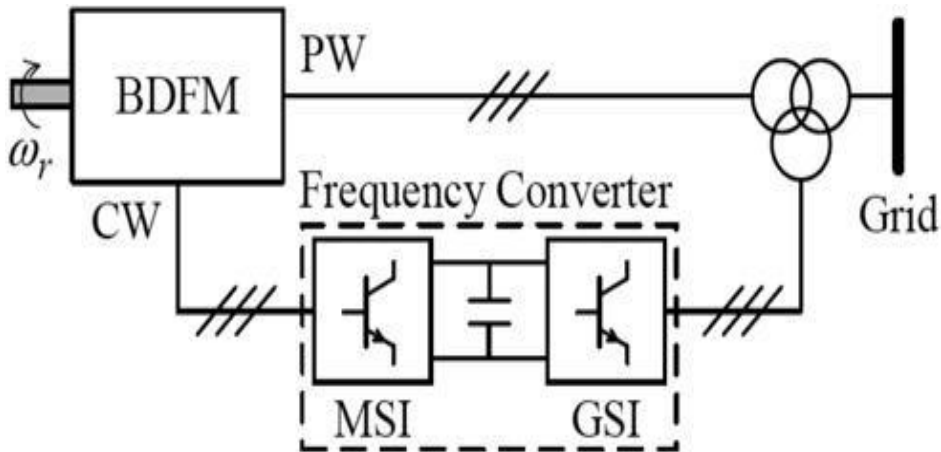 BDFM
PW
ωr
CW
Frequency Converter
Grid
MSI
GSI